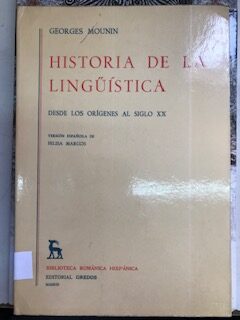 GEORGES MOUNIN
HISTORIA DE LA
LINGÜÍSTICA
DESDE LOS ORÍGENES AL SIGLO XX
VERSIÓN ESPAÑOLA DE
FELISA MARCOS
BIBLIOTECA ROMÁNICA HISPÁNICA
EDITORIAL GREDOS
MADRID